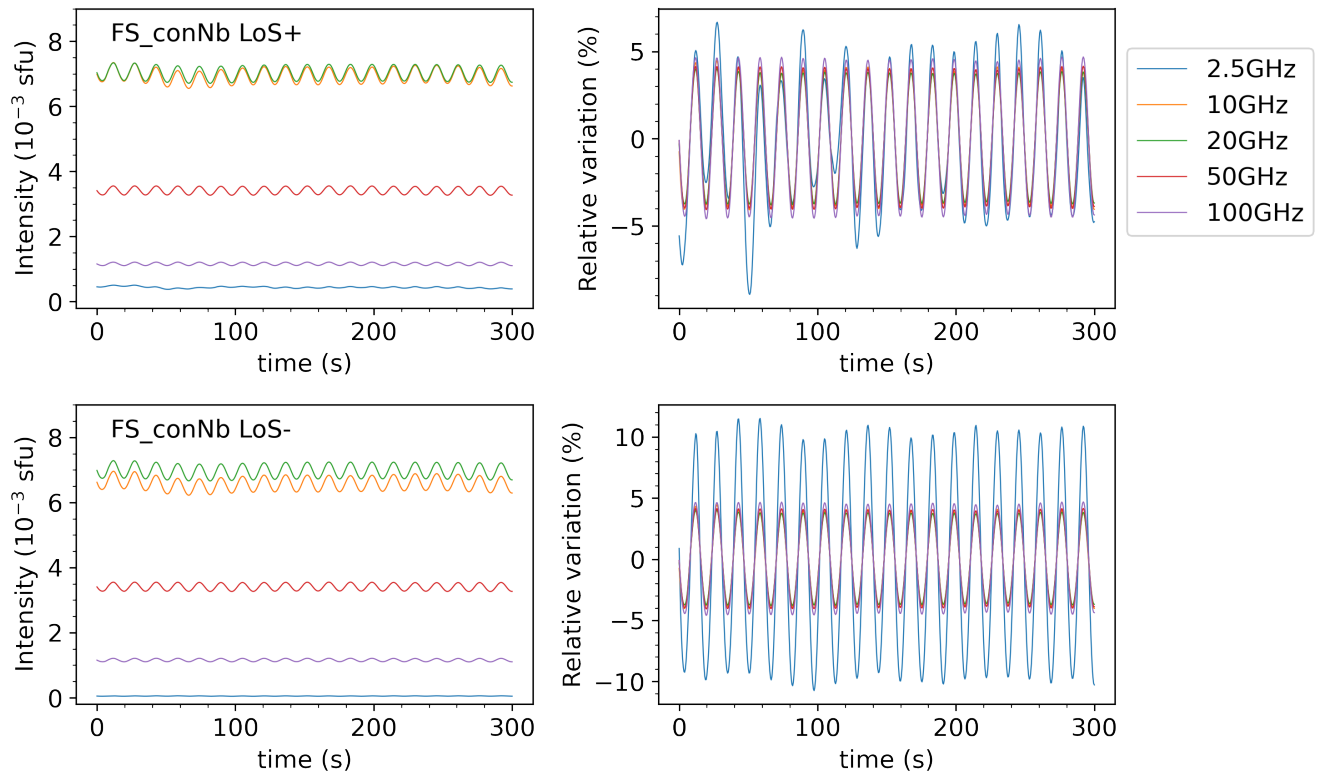 FS_conNb LoS+
Intensity (10⁻³ sfu)
8
6
4
2
0
0 100 200 300
time (s)
Relative variation (%)
5
0
−5
0 100 200 300
time (s)
2.5GHz
10GHz
20GHz
50GHz
100GHz
FS_conNb LoS-
Intensity (10⁻³ sfu)
8
6
4
2
0
0 100 200 300
time (s)
Relative variation (%)
10
5
0
−5
−10
0 100 200 300
time (s)